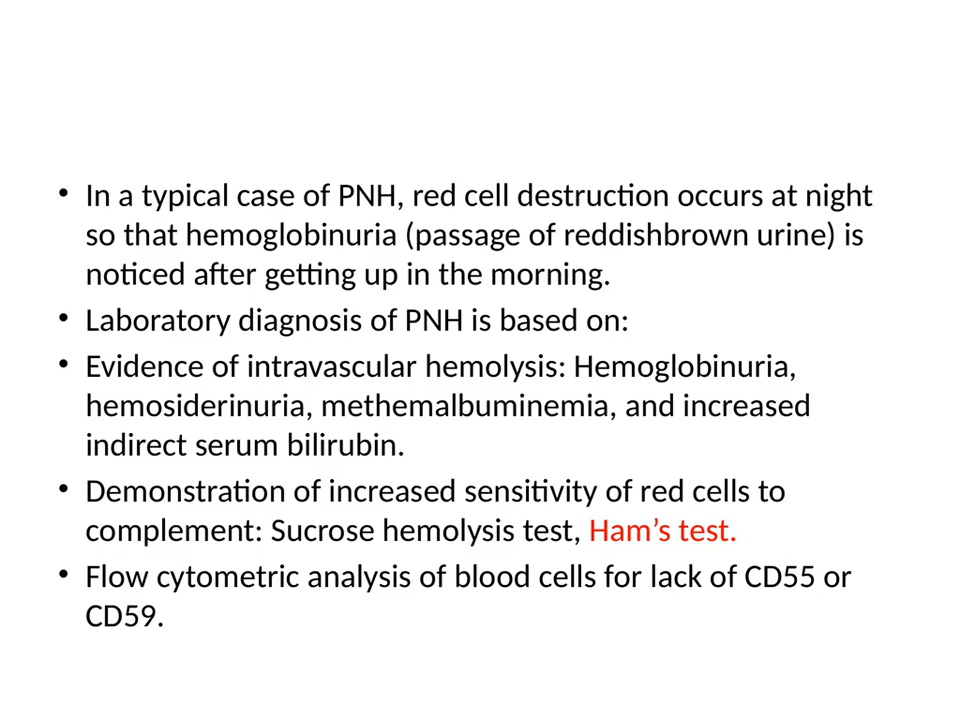 • In a typical case of PNH, red cell destruction occurs at night
so that hemoglobinuria (passage of reddishbrown urine) is
noticed after getting up in the morning.
• Laboratory diagnosis of PNH is based on:
• Evidence of intravascular hemolysis: Hemoglobinuria,
hemosiderinuria, methemalbuminemia, and increased
indirect serum bilirubin.
• Demonstration of increased sensitivity of red cells to
complement: Sucrose hemolysis test, Ham’s test.
• Flow cytometric analysis of blood cells for lack of CD55 or
CD59.